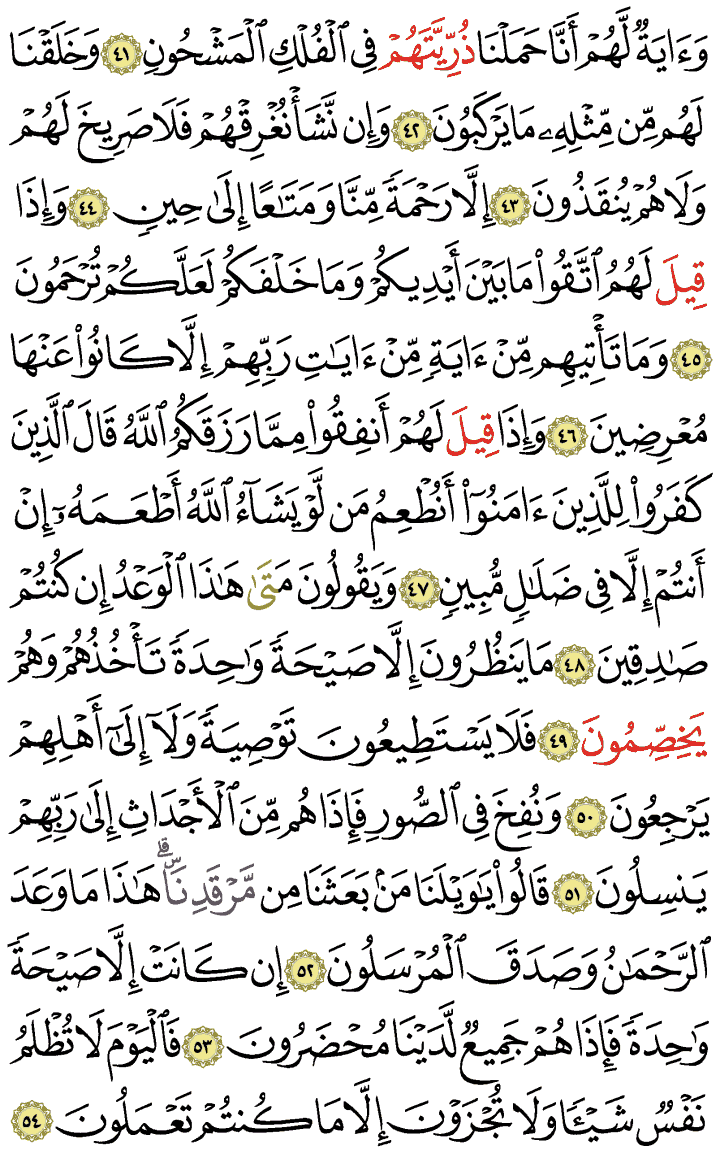 وَءَايَةٌ لَّهُمْ أَنَّا حَمَلْنَا ذُرِّيَّتَهُمْ فِي ٱلْفُلْكِ ٱلْمَشْحُونِ ٤١ وَخَلَقْنَا
لَهُم مِّن مِّثْلِهِۦ مَا يَرْكَبُونَ ٤٢ وَإِن نَّشَأْ نُغْرِقْهُمْ فَلَا صَرِيخَ لَهُمْ
وَلَا هُمْ يُنقَذُونَ ٤٣ إِلَّا رَحْمَةً مِّنَّا وَمَتَٰعًا إِلَىٰ حِينٍ ٤٤ وَإِذَا
قِيلَ لَهُمُ ٱتَّقُوا۟ مَا بَيْنَ أَيْدِيكُمْ وَمَا خَلْفَكُمْ لَعَلَّكُمْ تُرْحَمُونَ
٤٥ وَمَا تَأْتِيهِم مِّنْ ءَايَةٍ مِّنْ ءَايَٰتِ رَبِّهِمْ إِلَّا كَانُوا۟ عَنْهَا
مُعْرِضِينَ ٤٦ وَإِذَا قِيلَ لَهُمْ أَنفِقُوا۟ مِمَّا رَزَقَكُمُ ٱللَّهُ قَالَ ٱلَّذِينَ
كَفَرُوا۟ لِلَّذِينَ ءَامَنُوٓا۟ أَنُطْعِمُ مَن لَّوْ يَشَآءُ ٱللَّهُ أَطْعَمَهُۥٓ إِنْ
أَنتُمْ إِلَّا فِي ضَلَٰلٍ مُّبِينٍ ٤٧ وَيَقُولُونَ مَتَىٰ هَٰذَا ٱلْوَعْدُ إِن كُنتُمْ
صَٰدِقِينَ ٤٨ مَا يَنظُرُونَ إِلَّا صَيْحَةً وَٰحِدَةً تَأْخُذُهُمْ وَهُمْ
يَخِصِّمُونَ ٤٩ فَلَا يَسْتَطِيعُونَ تَوْصِيَةً وَلَآ إِلَىٰٓ أَهْلِهِمْ
يَرْجِعُونَ ٥٠ وَنُفِخَ فِي ٱلصُّورِ فَإِذَا هُم مِّنَ ٱلْأَجْدَاثِ إِلَىٰ رَبِّهِمْ
يَنسِلُونَ ٥١ قَالُوا۟ يَٰوَيْلَنَا مَنۢ بَعَثَنَا مِن مَّرْقَدِنَاۜۗ هَٰذَا مَا وَعَدَ
ٱلرَّحْمَٰنُ وَصَدَقَ ٱلْمُرْسَلُونَ ٥٢ إِن كَانَتْ إِلَّا صَيْحَةً
وَٰحِدَةً فَإِذَا هُمْ جَمِيعٌ لَّدَيْنَا مُحْضَرُونَ ٥٣ فَٱلْيَوْمَ لَا تُظْلَمُ
نَفْسٌ شَيْـًٔا وَلَا تُجْزَوْنَ إِلَّا مَا كُنتُمْ تَعْمَلُونَ ٥٤